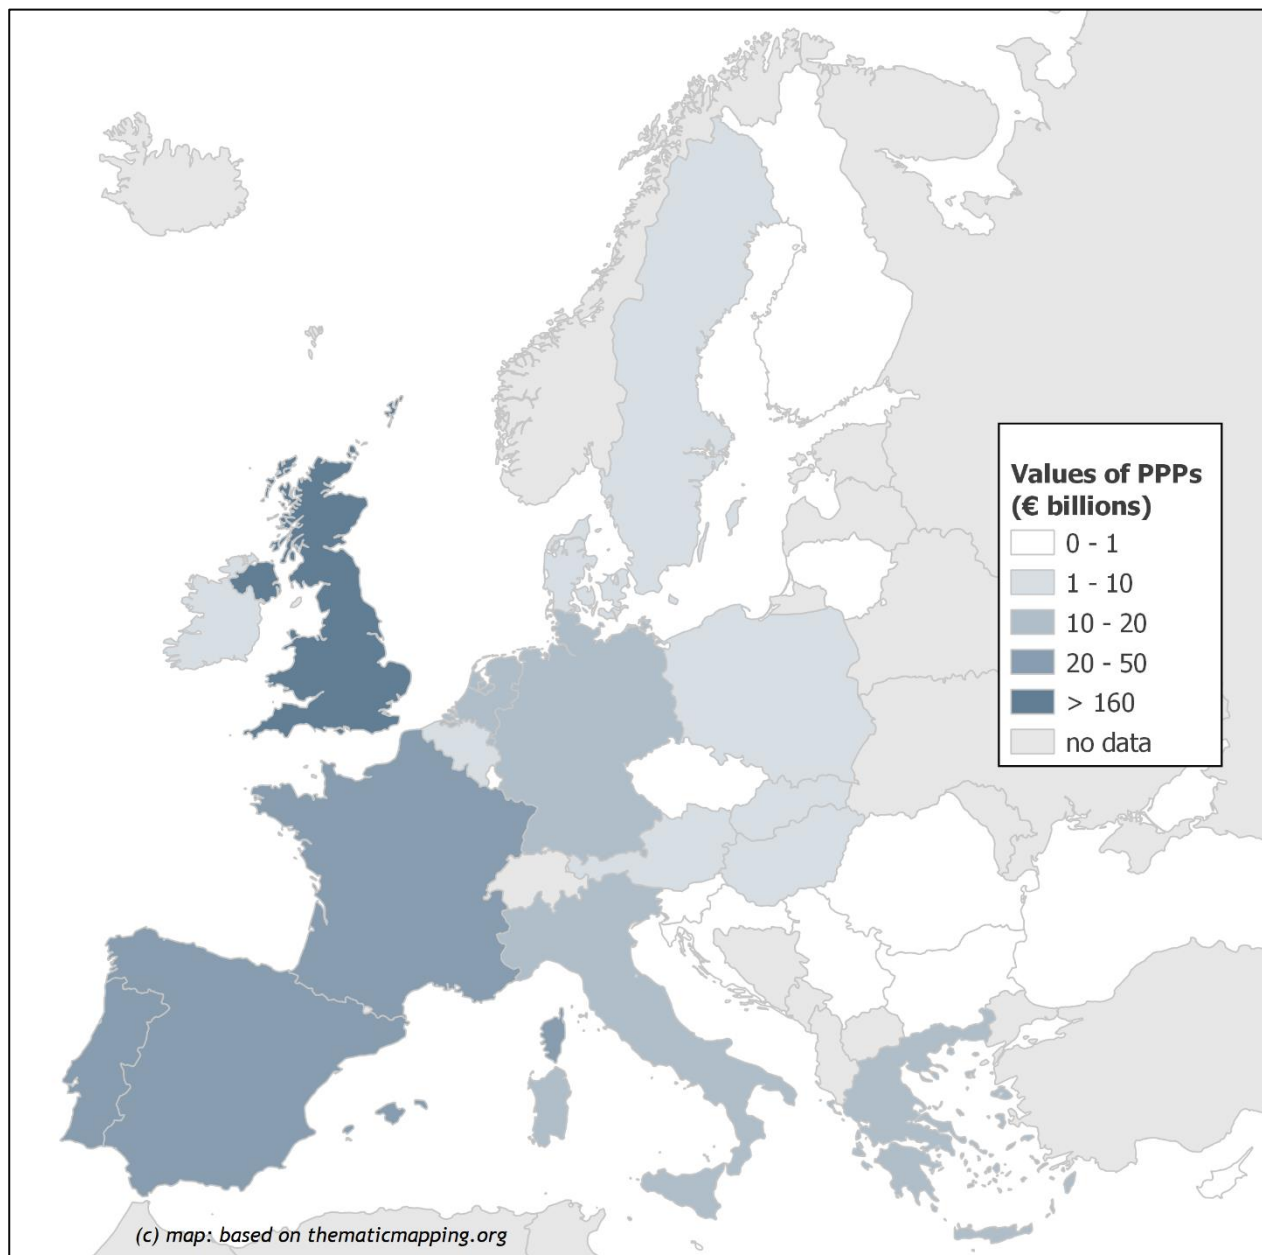 Values of PPPs
(€ billions)
0 - 1
1 - 10
10 - 20
20 - 50
> 160
no data
(c) map: based on thematicmapping.org